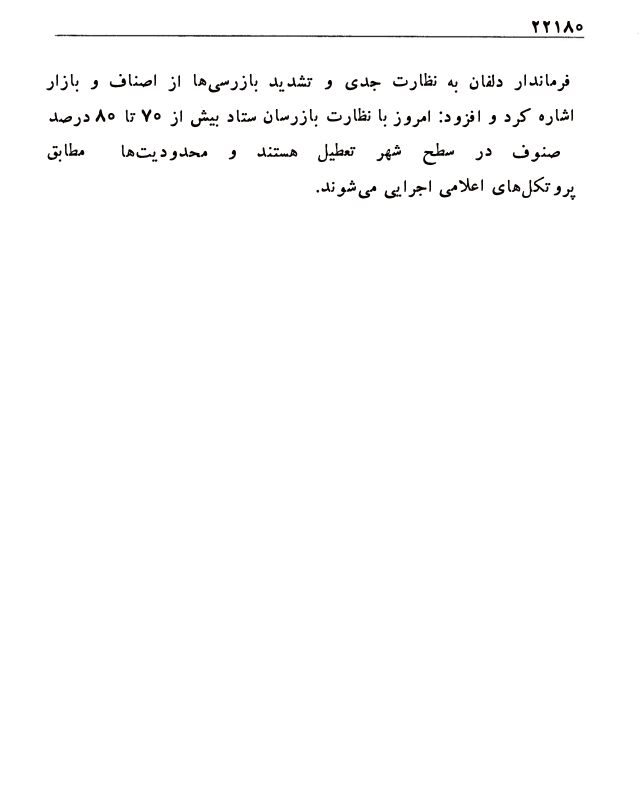 ۲۲۱۸۰
فرماندار دلفان به نظارت جدی و تشدید بازرسی‌ها از اصناف و بازار
اشاره کرد و افزود: امروز با نظارت بازرسان ستاد بیش از ۷۰ تا ۸۰ درصد
صنوف در سطح شهر تعطیل هستند و محدودیت‌ها مطابق
پروتکل‌های اعلامی اجرایی می‌شوند.